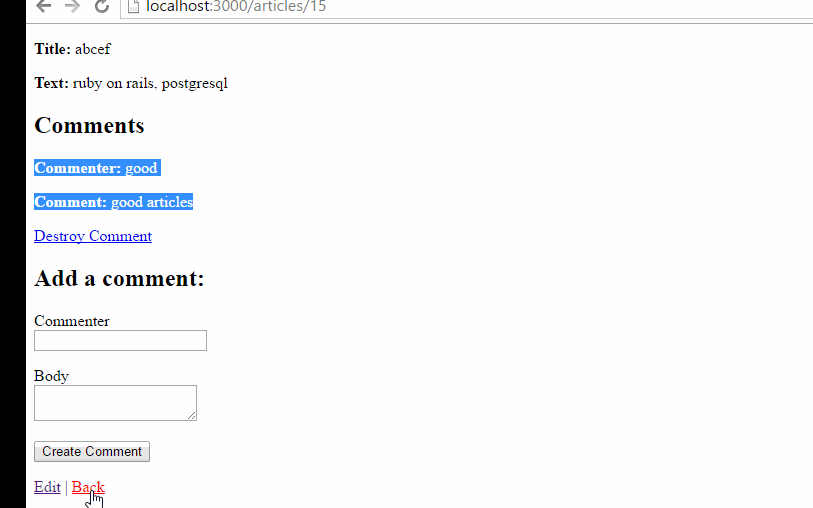 localhost:3000/articles/15
Title: abcef
Text: ruby on rails, postgresql
Comments
Commenter: good
Comment: good articles
Destroy Comment
Add a comment:
Commenter
Body
Create Comment
Edit | Back